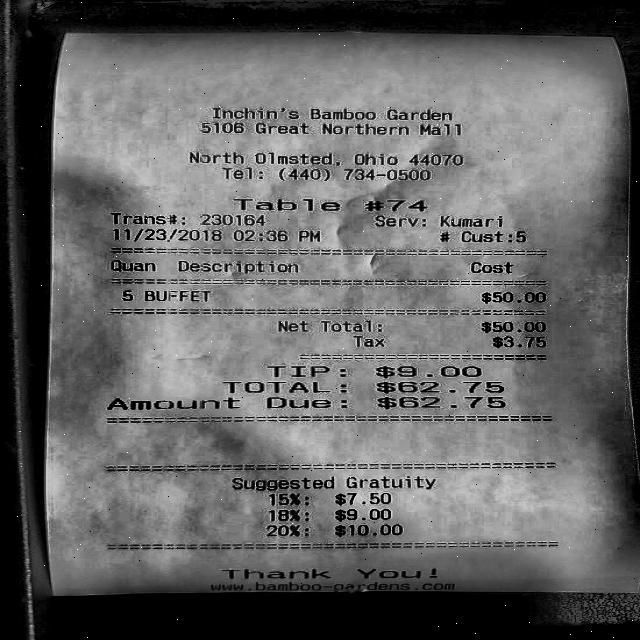 Inchin's Bamboo Garden
5106 Great Northern Mall
North Olmsted, Ohio 44070
Tel: (440) 734-0500
Table #74
Trans#: 230164 Serv: Kumari
11/23/2018 02:36 PM # Cust:5
Quan Description Cost
5 BUFFET $50.00
Net Total: $50.00
Tax $3.75
TIP: $9.00
TOTAL: $62.75
Amount Due: $62.75
Suggested Gratuity
15%: $7.50
18%: $9.00
20%: $10.00
Thank You!
www.bamboo-gardens.com